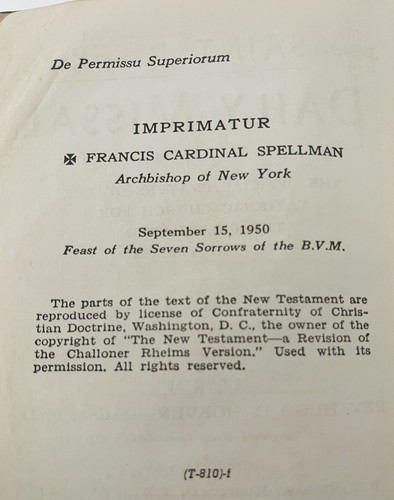 De Permissu Superiorum
IMPRIMATUR
✠ FRANCIS CARDINAL SPELLMAN
Archbishop of New York
September 15, 1950
Feast of the Seven Sorrows of the B.V.M.
The parts of the text of the New Testament are
reproduced by license of Confraternity of Chris-
tian Doctrine, Washington, D. C., the owner of the
copyright of "The New Testament—a Revision of
the Challoner Rheims Version." Used with its
permission. All rights reserved.
(T-810)-f